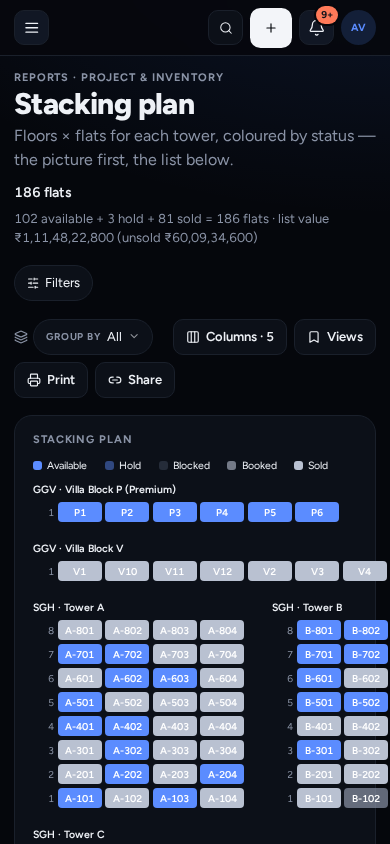 9+
AV
REPORTS · PROJECT & INVENTORY
Stacking plan
Floors × flats for each tower, coloured by status —
the picture first, the list below.
186 flats
102 available + 3 hold + 81 sold = 186 flats · list value
₹1,11,48,22,800 (unsold ₹60,09,34,600)
Filters
GROUP BY All
Columns · 5
Views
Print
Share
STACKING PLAN
Available
Hold
Blocked
Booked
Sold
GGV · Villa Block P (Premium)
1 P1 P2 P3 P4 P5 P6
GGV · Villa Block V
1 V1 V10 V11 V12 V2 V3 V4
SGH · Tower A
8 A-801 A-802 A-803 A-804
7 A-701 A-702 A-703 A-704
6 A-601 A-602 A-603 A-604
5 A-501 A-502 A-503 A-504
4 A-401 A-402 A-403 A-404
3 A-301 A-302 A-303 A-304
2 A-201 A-202 A-203 A-204
1 A-101 A-102 A-103 A-104
SGH · Tower B
8 B-801 B-802
7 B-701 B-702
6 B-601 B-602
5 B-501 B-502
4 B-401 B-402
3 B-301 B-302
2 B-201 B-202
1 B-101 B-102
SGH · Tower C